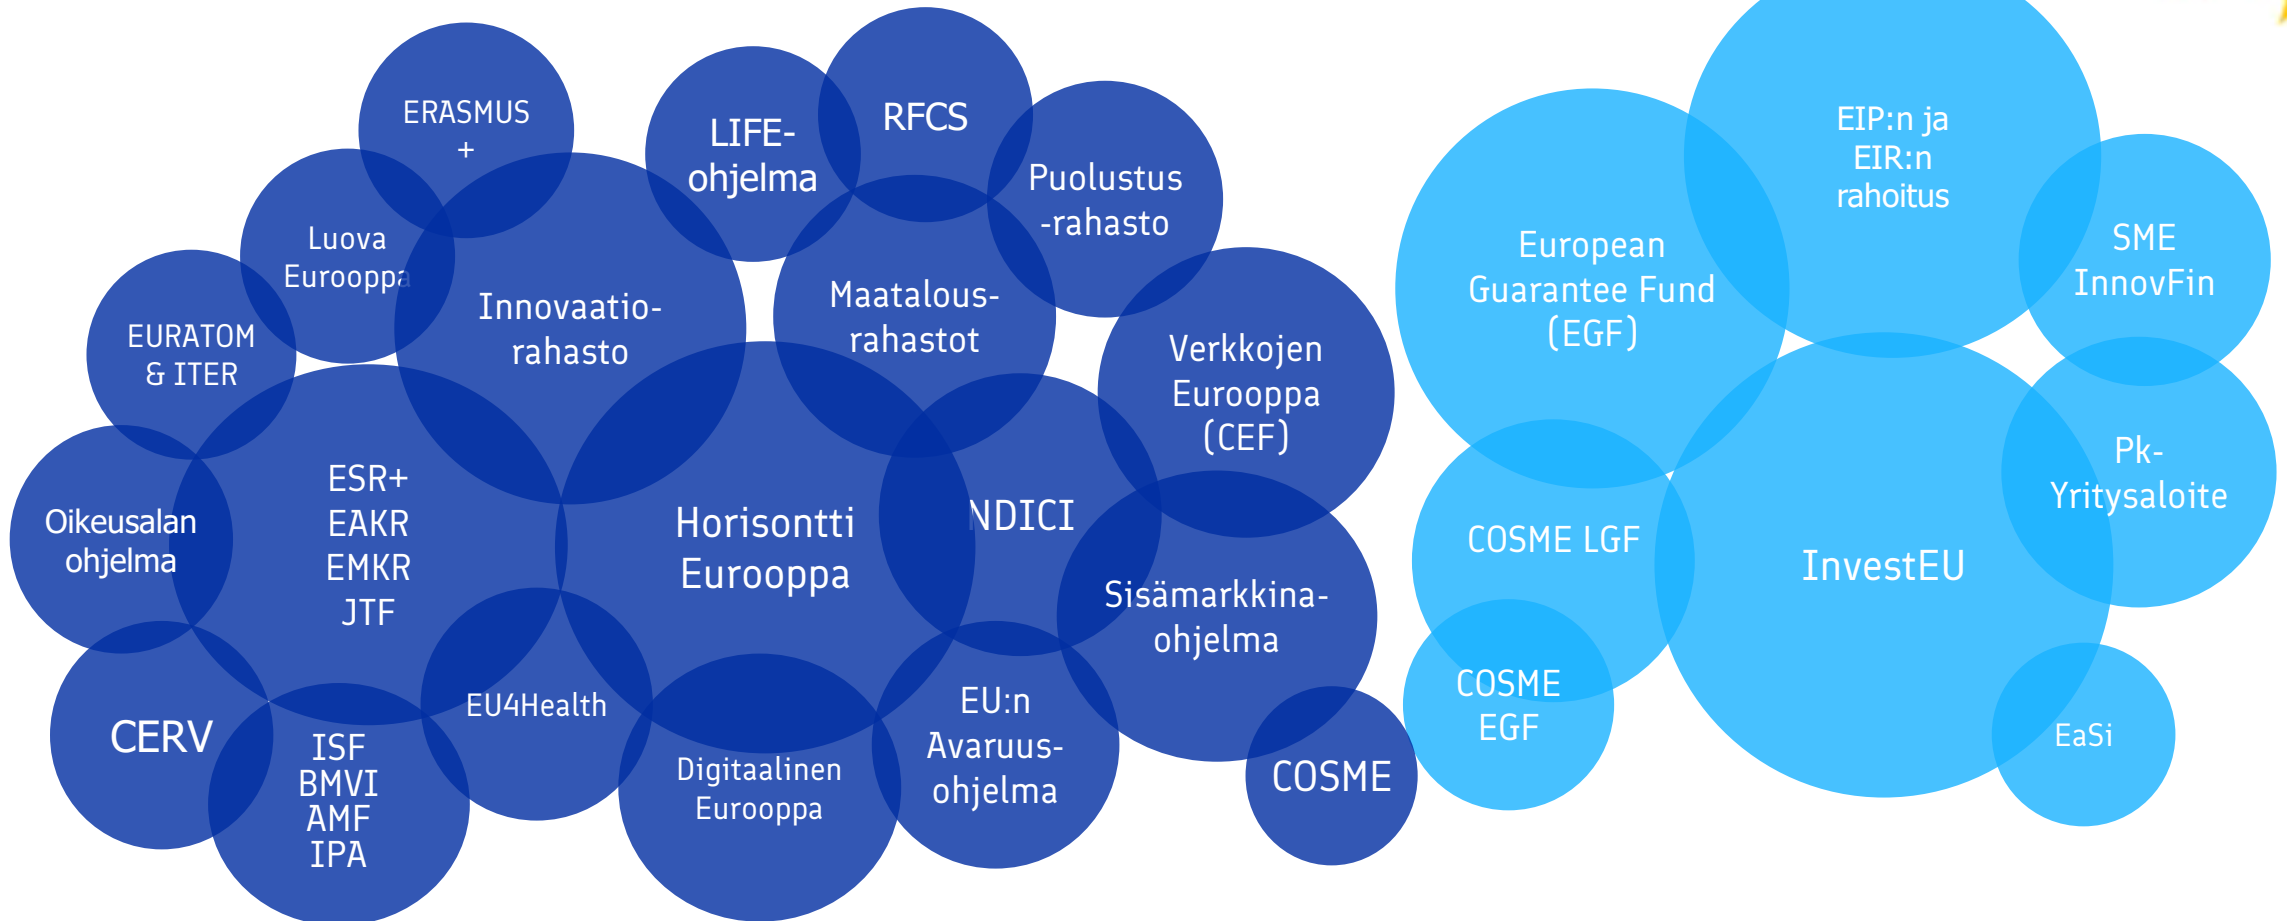 ERASMUS
+
LIFE-
ohjelma
RFCS
Puolustus
-rahasto
Luova
Eurooppa
EURATOM
& ITER
Innovaatio-
rahasto
Maatalous-
rahastot
Verkkojen
Eurooppa
(CEF)
Oikeusalan
ohjelma
ESR+
EAKR
EMKR
JTF
Horisontti
Eurooppa
NDICI
Sisämarkkina-
ohjelma
CERV
ISF
BMVI
AMF
IPA
EU4Health
Digitaalinen
Eurooppa
EU:n
Avaruus-
ohjelma
COSME
EIP:n ja
EIR:n
rahoitus
European
Guarantee Fund
(EGF)
SME
InnovFin
Pk-
Yritysaloite
COSME LGF
InvestEU
COSME
EGF
EaSi